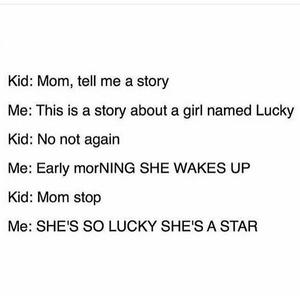 Kid: Mom, tell me a story
Me: This is a story about a girl named Lucky
Kid: No not again
Me: Early morNING SHE WAKES UP
Kid: Mom stop
Me: SHE'S SO LUCKY SHE'S A STAR